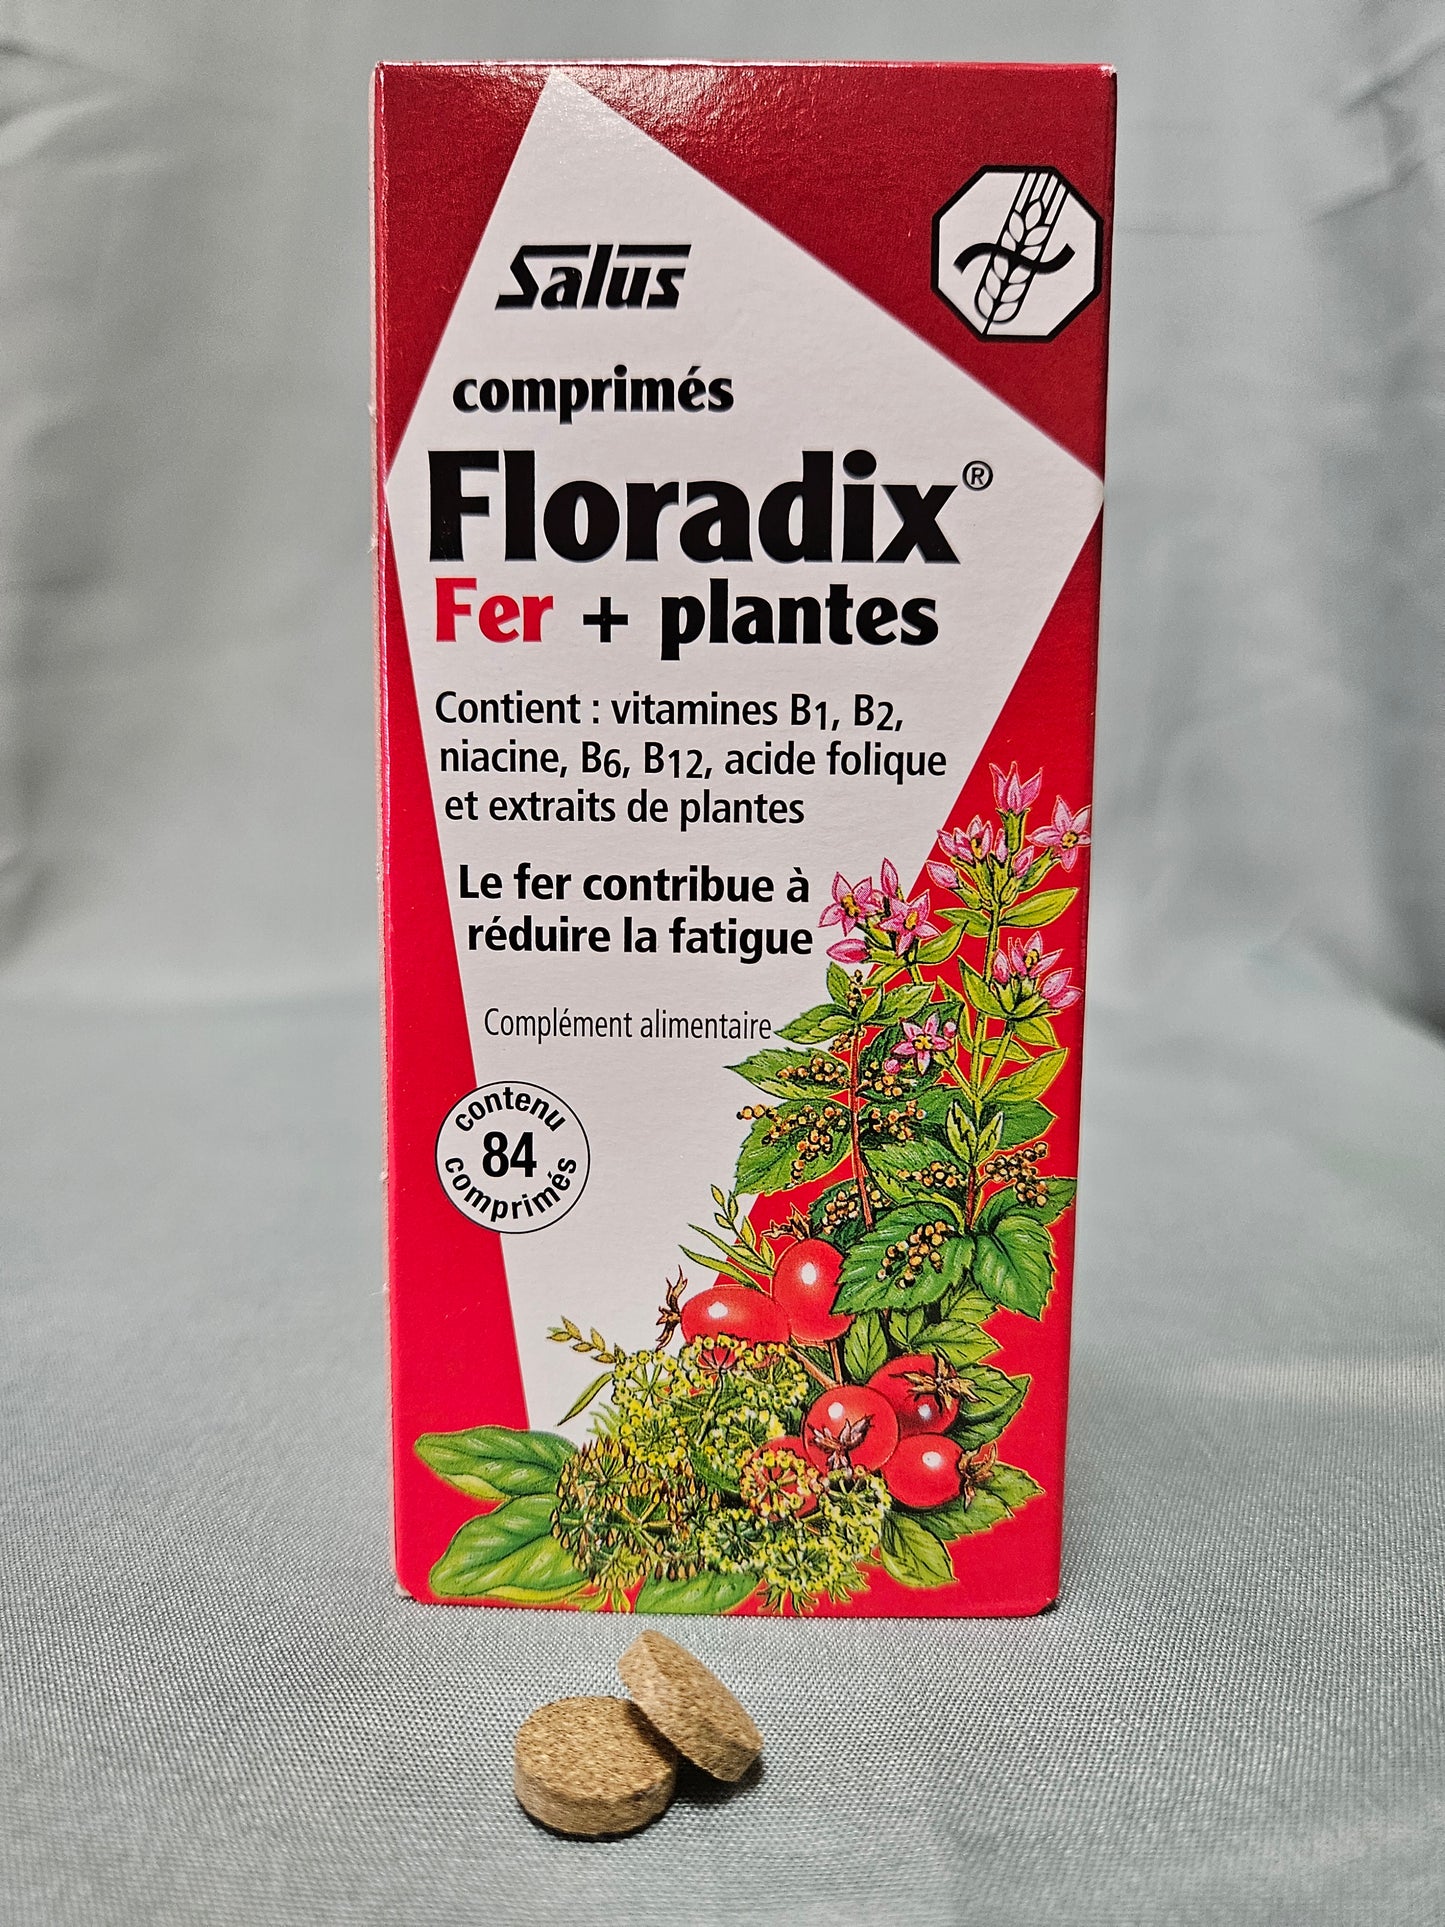 Salus
comprimés
Floradix®
Fer + plantes
Contient : vitamines B1, B2,
niacine, B6, B12, acide folique
et extraits de plantes
Le fer contribue à
réduire la fatigue
Complément alimentaire
contenu
84
comprimés